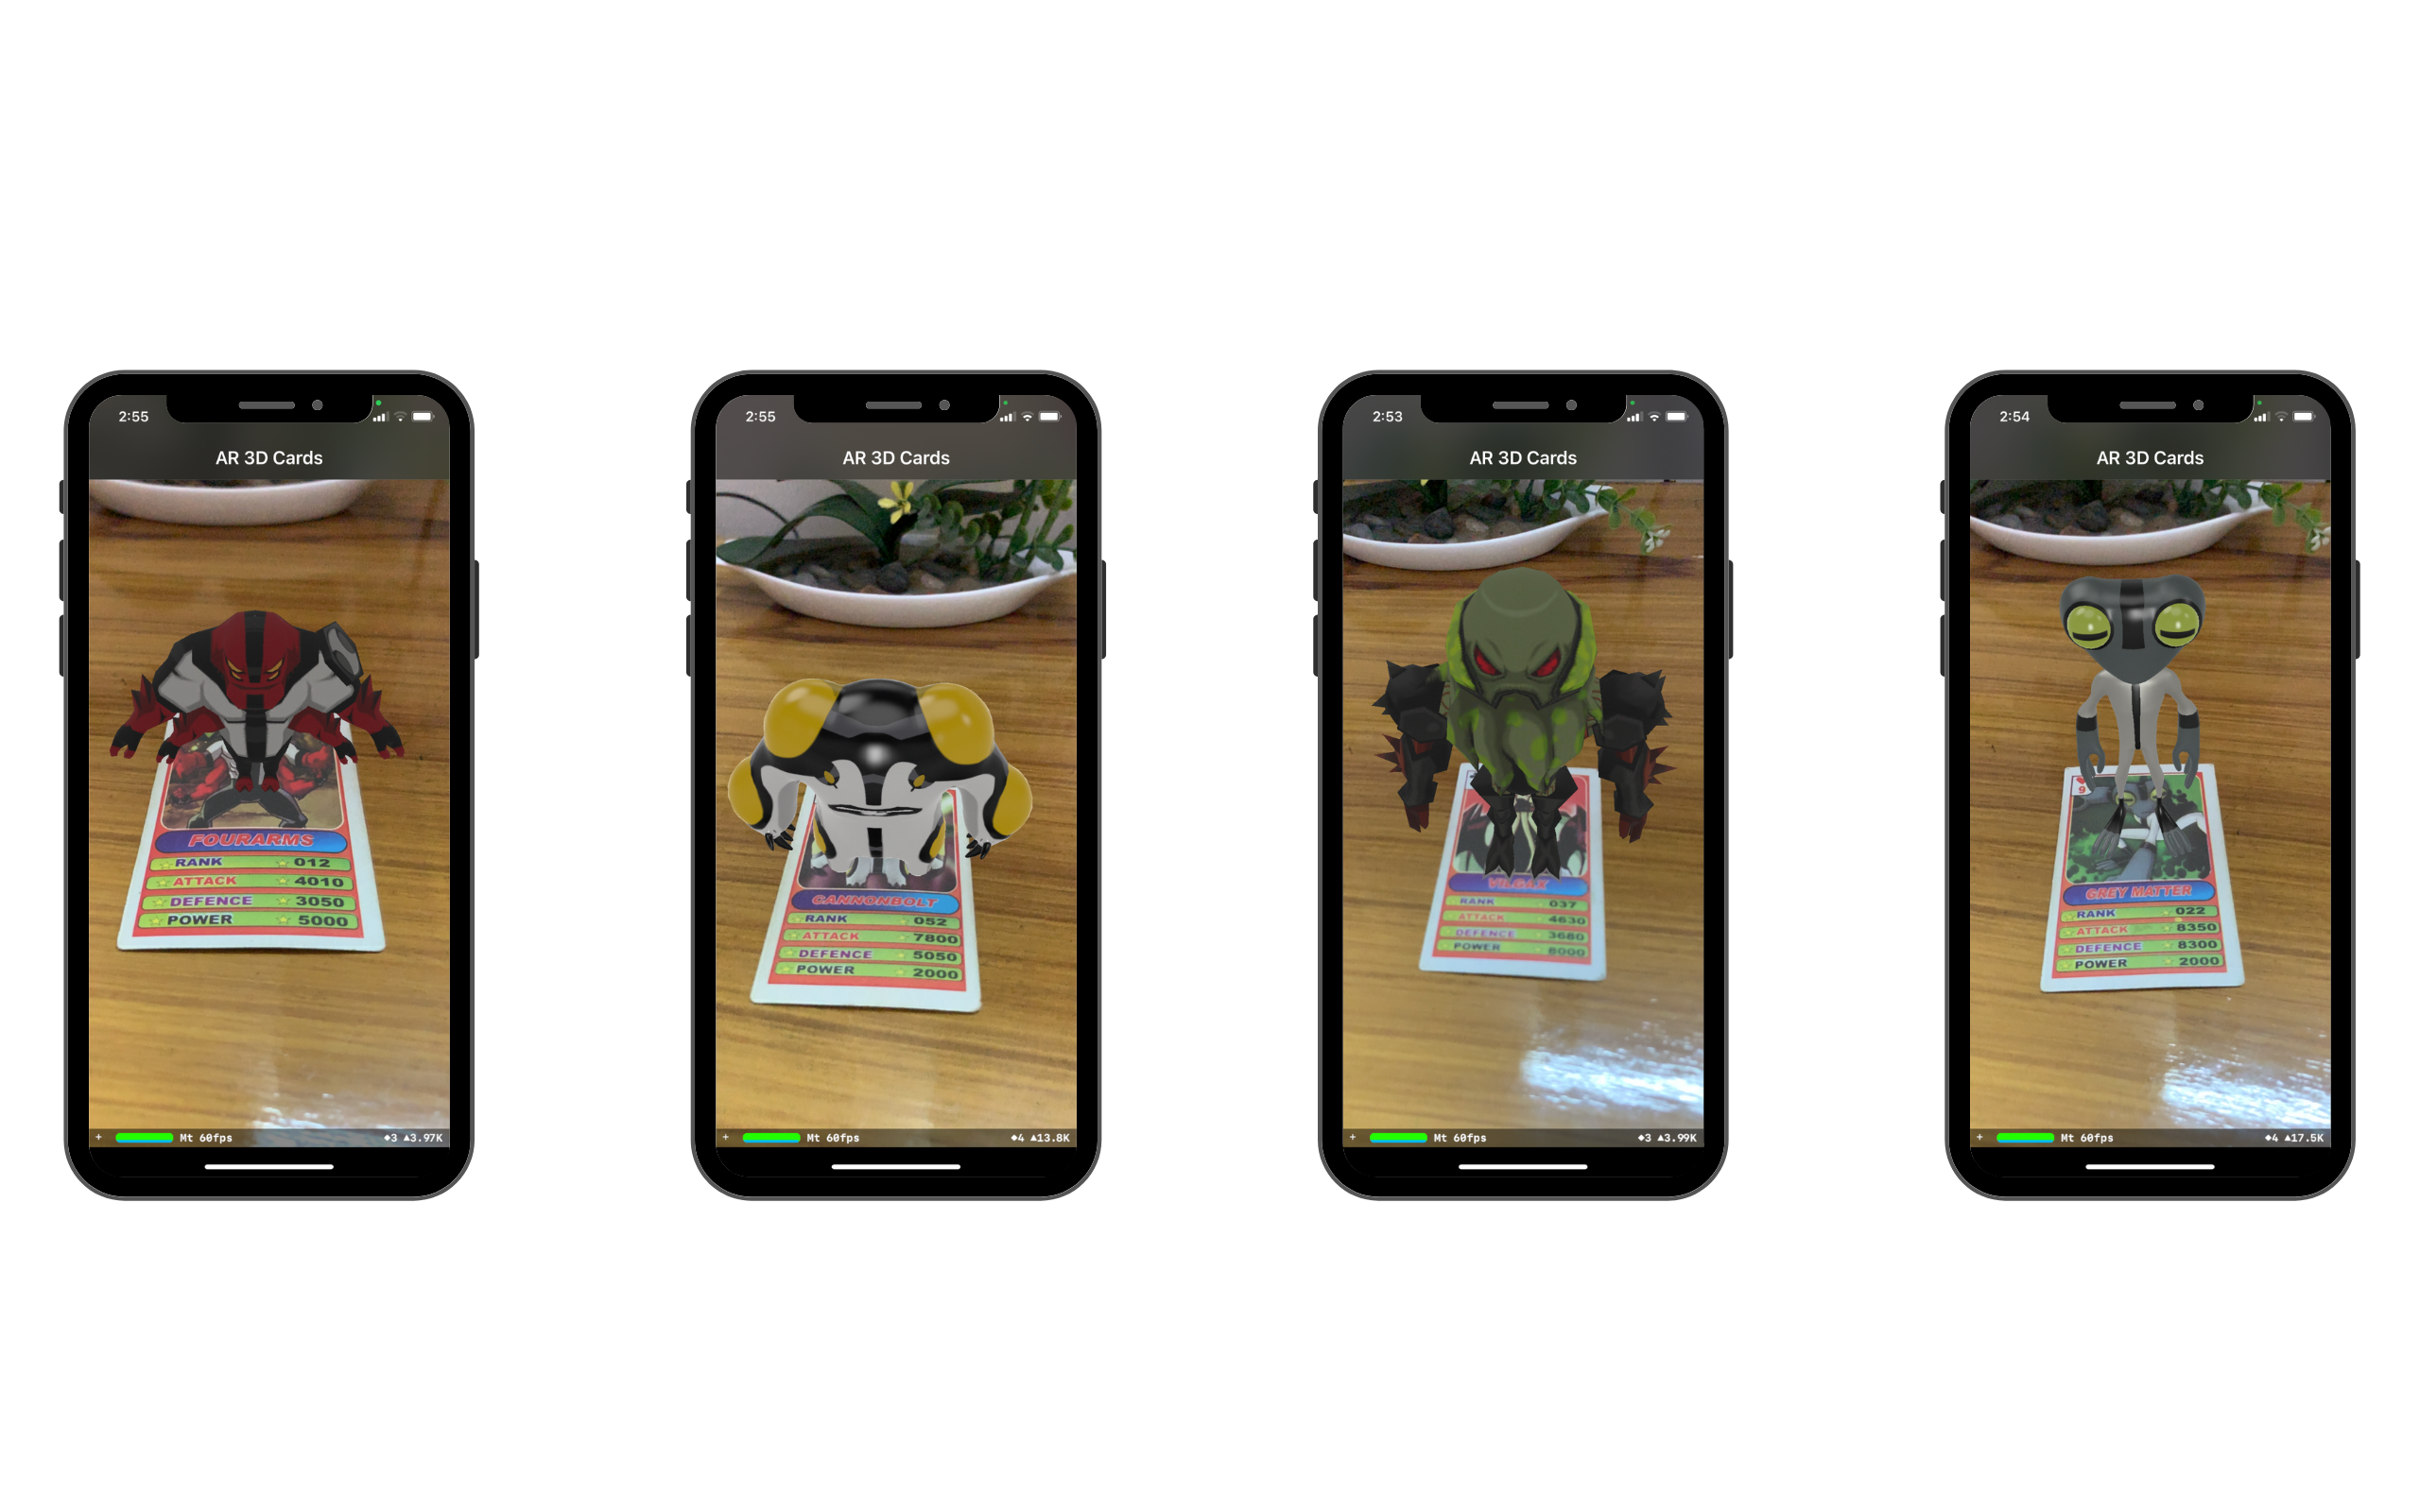 2:55
AR 3D Cards
FOURARMS
RANK 012
ATTACK 4010
DEFENCE 3050
POWER 5000
+ Mt 60fps ◆3 ▲3.97K
2:55
AR 3D Cards
CANNONBOLT
RANK 052
ATTACK 7800
DEFENCE 5050
POWER 2000
+ Mt 60fps ◆4 ▲13.8K
2:53
AR 3D Cards
VILGAX
RANK 037
ATTACK 4630
DEFENCE 3680
POWER 8000
+ Mt 60fps ◆3 ▲3.99K
2:54
AR 3D Cards
9
GREY MATTER
RANK 022
ATTACK 8350
DEFENCE 8300
POWER 2000
+ Mt 60fps ◆4 ▲17.5K